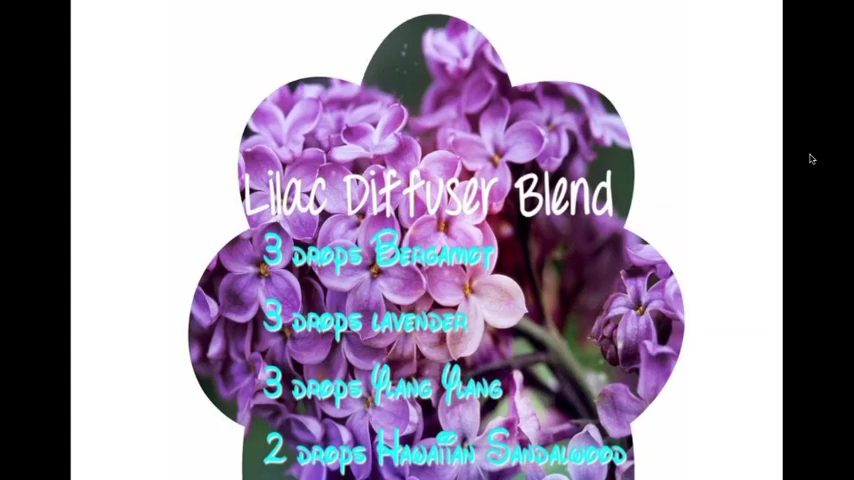 Lilac Diffuser Blend
3 drops Bergamot
3 drops lavender
3 drops Ylang Ylang
2 drops Hawaiian Sandalwood